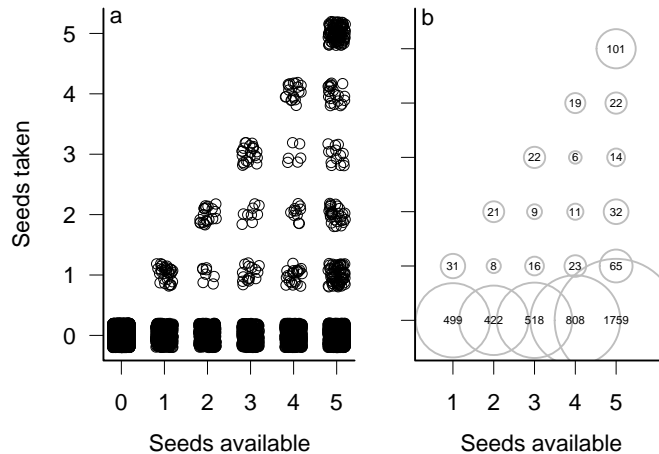 a
b
5
4
3
2
1
0
Seeds taken
0 1 2 3 4 5
Seeds available
101
19 22
22 6 14
21 9 11 32
31 8 16 23 65
499 422 518 808 1759
1 2 3 4 5
Seeds available